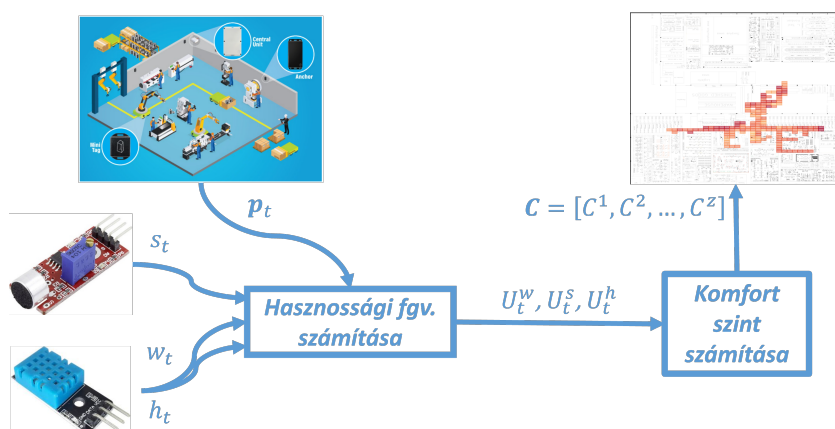 Central
Unit
Anchor
Mini
Tag
p_t
C = [C^1, C^2, ..., C^z]
s_t
Hasznossági fgv.
számítása
U_t^w, U_t^s, U_t^h
Komfort
szint
számítása
w_t
h_t